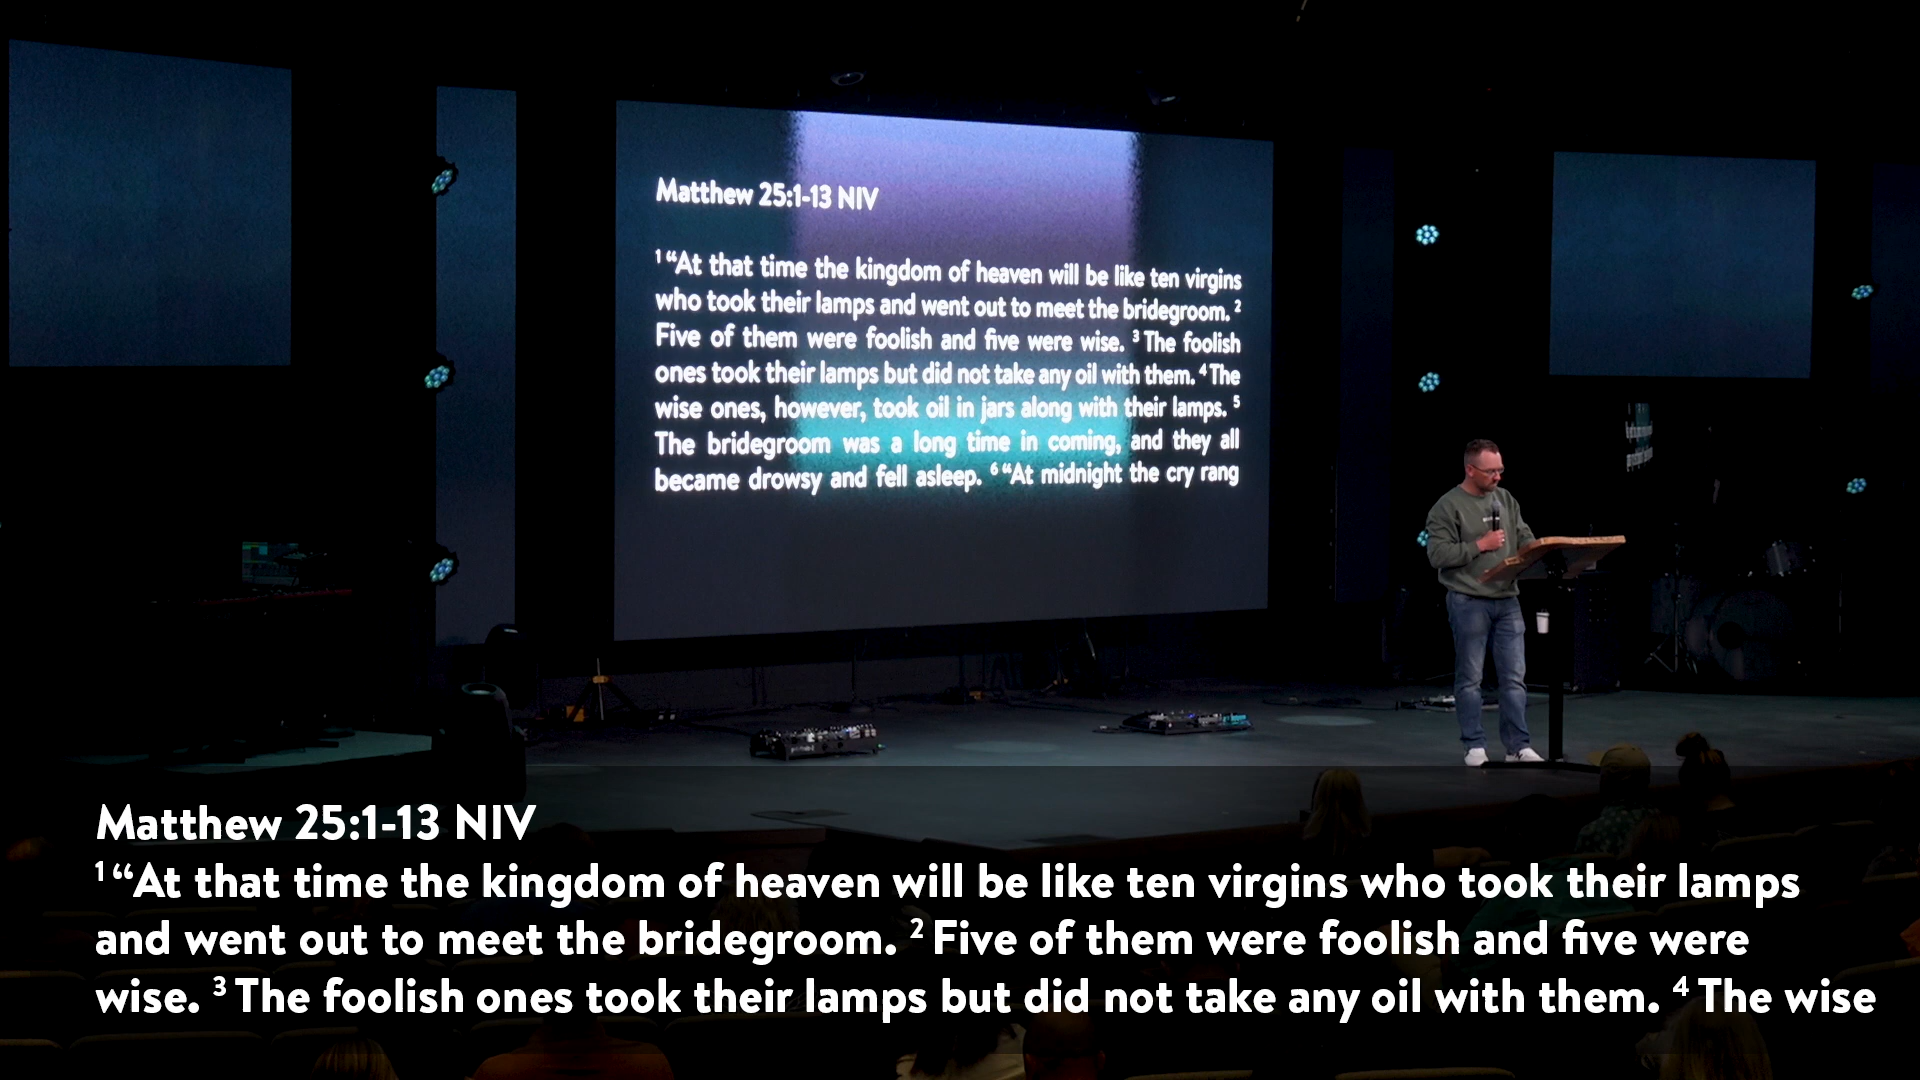 Matthew 25:1-13 NIV
¹ “At that time the kingdom of heaven will be like ten virgins
who took their lamps and went out to meet the bridegroom. ²
Five of them were foolish and five were wise. ³ The foolish
ones took their lamps but did not take any oil with them. ⁴ The
wise ones, however, took oil in jars along with their lamps. ⁵
The bridegroom was a long time in coming, and they all
became drowsy and fell asleep. ⁶ “At midnight the cry rang
Matthew 25:1-13 NIV
¹ “At that time the kingdom of heaven will be like ten virgins who took their lamps
and went out to meet the bridegroom. ² Five of them were foolish and five were
wise. ³ The foolish ones took their lamps but did not take any oil with them. ⁴ The wise